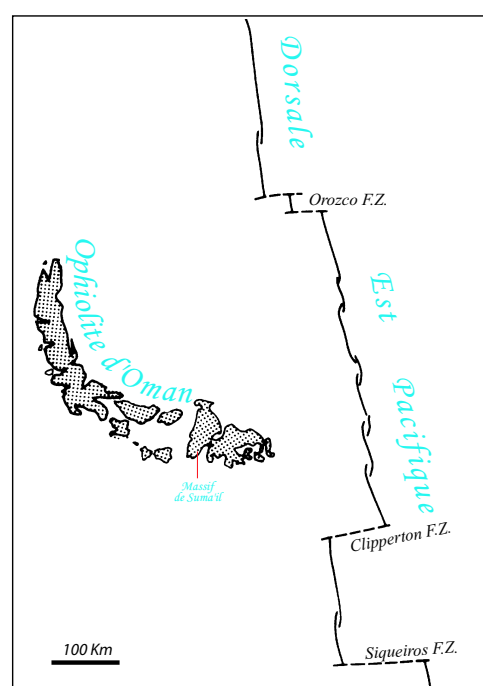 Dorsale
Orozco F.Z.
Ophiolite d'Oman
Est
Pacifique
Massif
de Suma'il
Clipperton F.Z.
100 Km
Siqueiros F.Z.